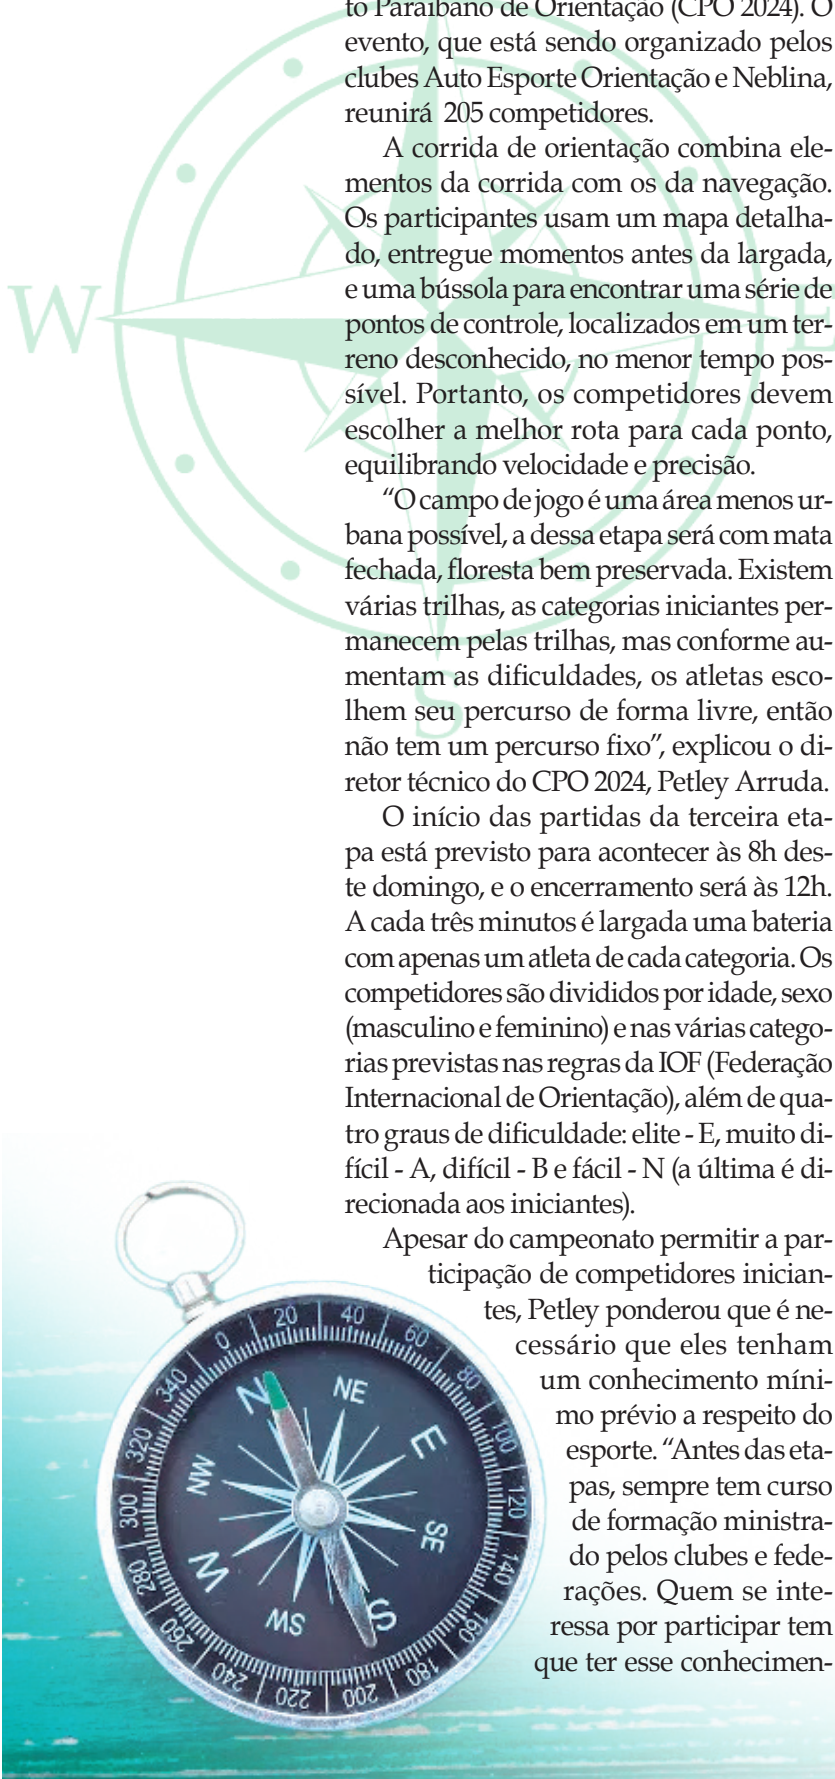 to Paraibano de Orientação (CPO 2024). O
evento, que está sendo organizado pelos
clubes Auto Esporte Orientação e Neblina,
reunirá 205 competidores.
A corrida de orientação combina ele-
mentos da corrida com os da navegação.
Os participantes usam um mapa detalha-
do, entregue momentos antes da largada,
e uma bússola para encontrar uma série de
pontos de controle, localizados em um ter-
reno desconhecido, no menor tempo pos-
sível. Portanto, os competidores devem
escolher a melhor rota para cada ponto,
equilibrando velocidade e precisão.
“O campo de jogo é uma área menos ur-
bana possível, a dessa etapa será com mata
fechada, floresta bem preservada. Existem
várias trilhas, as categorias iniciantes per-
manecem pelas trilhas, mas conforme au-
mentam as dificuldades, os atletas esco-
lhem seu percurso de forma livre, então
não tem um percurso fixo”, explicou o di-
retor técnico do CPO 2024, Petley Arruda.
O início das partidas da terceira eta-
pa está previsto para acontecer às 8h des-
te domingo, e o encerramento será às 12h.
A cada três minutos é largada uma bateria
com apenas um atleta de cada categoria. Os
competidores são divididos por idade, sexo
(masculino e feminino) e nas várias catego-
rias previstas nas regras da IOF (Federação
Internacional de Orientação), além de qua-
tro graus de dificuldade: elite - E, muito di-
fícil - A, difícil - B e fácil - N (a última é di-
recionada aos iniciantes).
Apesar do campeonato permitir a par-
ticipação de competidores inician-
tes, Petley ponderou que é ne-
cessário que eles tenham
um conhecimento míni-
mo prévio a respeito do
esporte. “Antes das eta-
pas, sempre tem curso
de formação ministra-
do pelos clubes e fede-
rações. Quem se inte-
ressa por participar tem
que ter esse conhecimen-
W
E
S
0
20
40
60
80
100
120
140
160
180
200
220
240
260
280
300
320
340
N
NE
E
SE
S
SW
W
NW